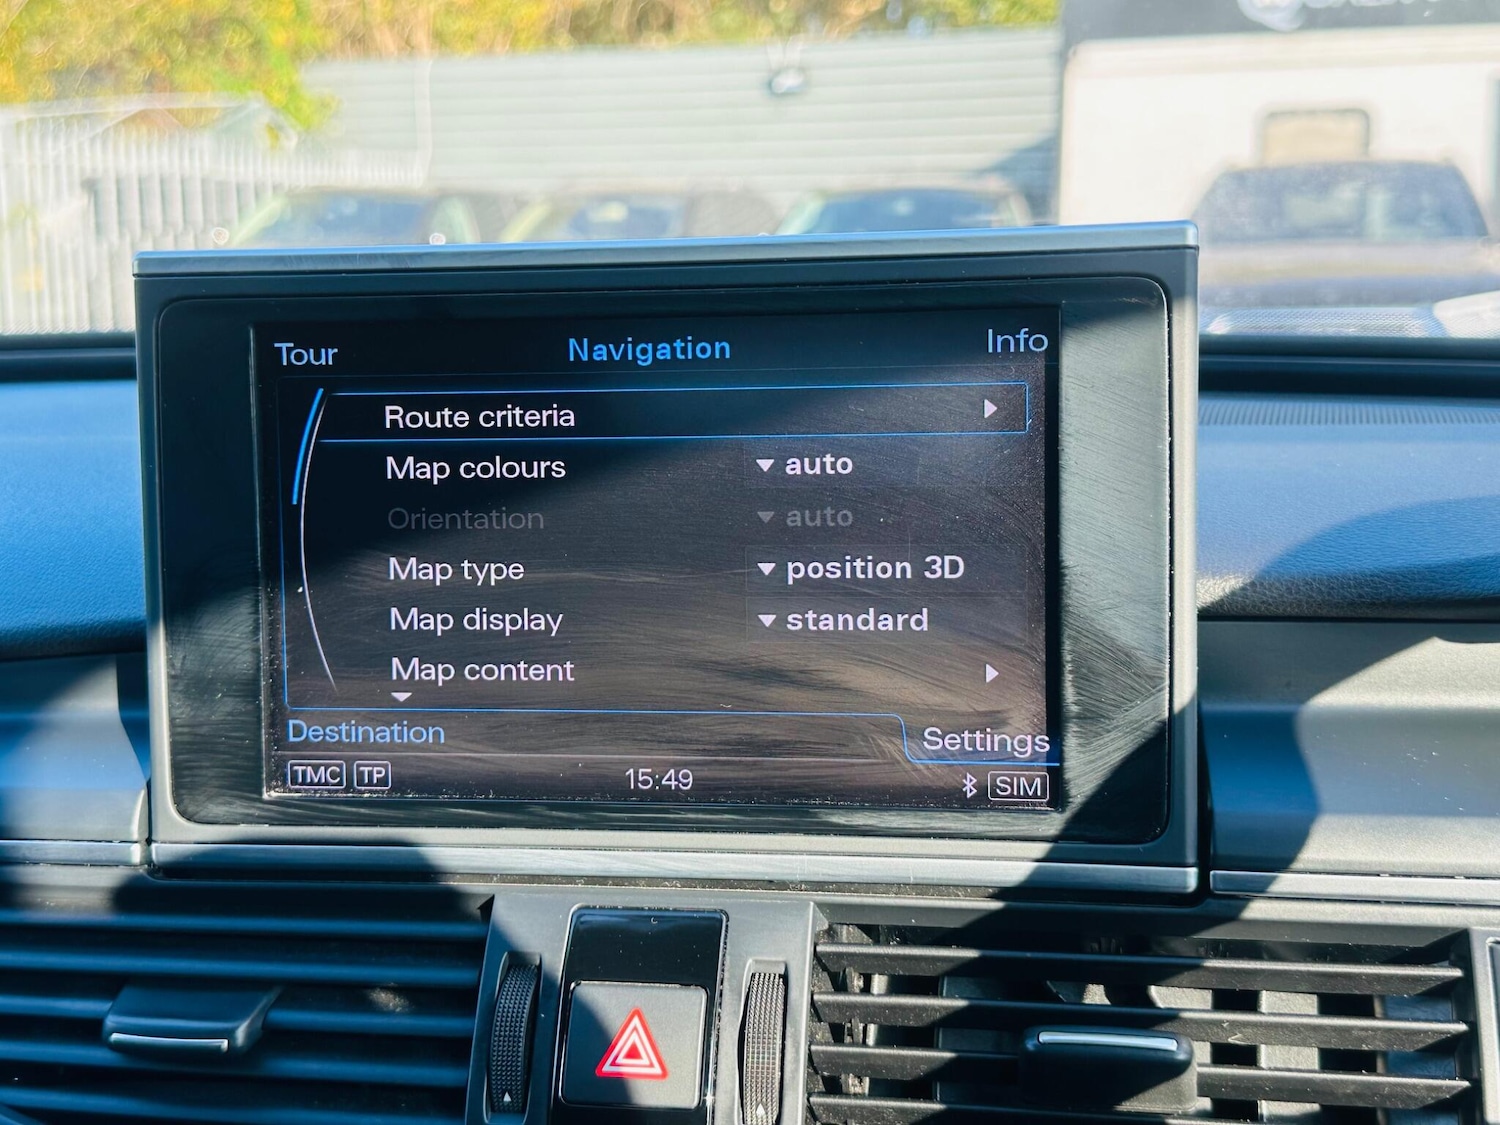 Tour Navigation Info
Route criteria
Map colours auto
Orientation auto
Map type position 3D
Map display standard
Map content
Destination Settings
TMC TP 15:49 SIM